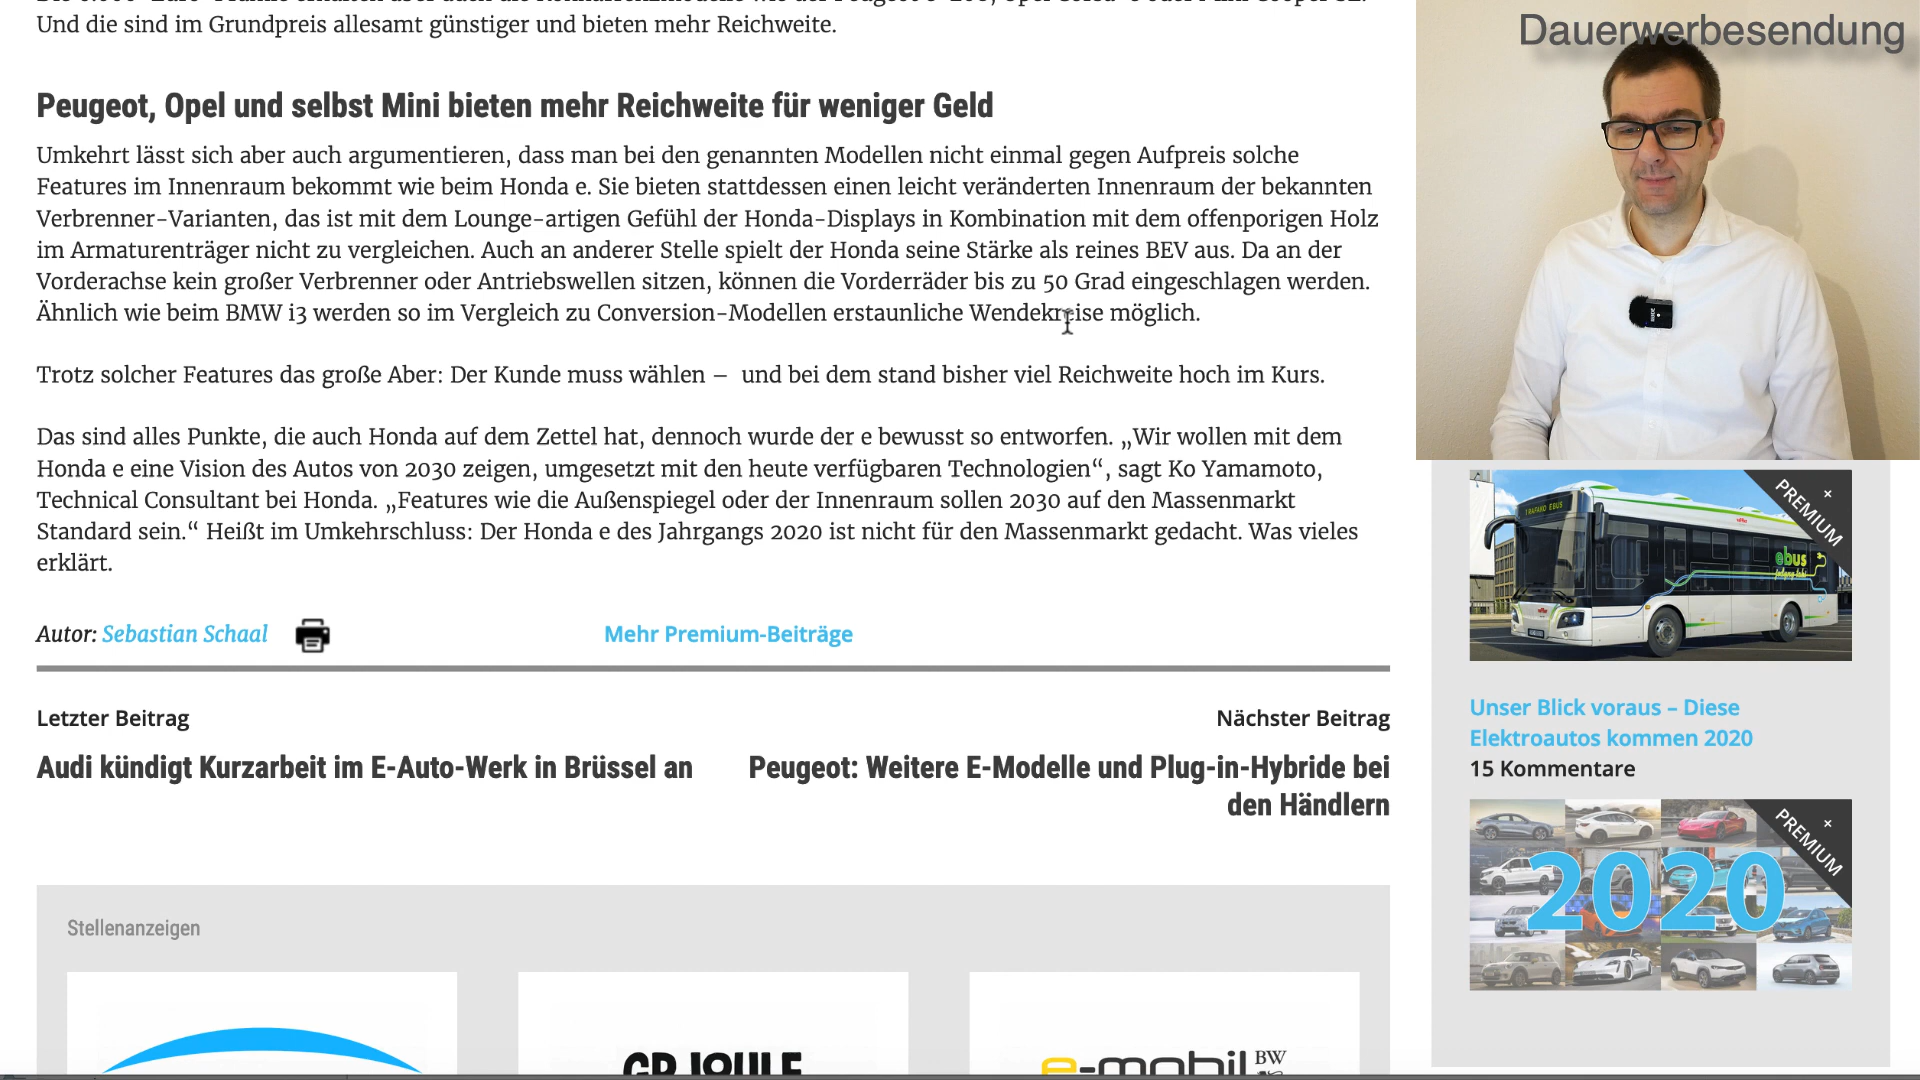 Dauerwerbesendung
Und die sind im Grundpreis allesamt günstiger und bieten mehr Reichweite.
Peugeot, Opel und selbst Mini bieten mehr Reichweite für weniger Geld
Umkehrt lässt sich aber auch argumentieren, dass man bei den genannten Modellen nicht einmal gegen Aufpreis solche
Features im Innenraum bekommt wie beim Honda e. Sie bieten stattdessen einen leicht veränderten Innenraum der bekannten
Verbrenner-Varianten, das ist mit dem Lounge-artigen Gefühl der Honda-Displays in Kombination mit dem offenporigen Holz
im Armaturenträger nicht zu vergleichen. Auch an anderer Stelle spielt der Honda seine Stärke als reines BEV aus. Da an der
Vorderachse kein großer Verbrenner oder Antriebswellen sitzen, können die Vorderräder bis zu 50 Grad eingeschlagen werden.
Ähnlich wie beim BMW i3 werden so im Vergleich zu Conversion-Modellen erstaunliche Wendekreise möglich.
Trotz solcher Features das große Aber: Der Kunde muss wählen – und bei dem stand bisher viel Reichweite hoch im Kurs.
Das sind alles Punkte, die auch Honda auf dem Zettel hat, dennoch wurde der e bewusst so entworfen. „Wir wollen mit dem
Honda e eine Vision des Autos von 2030 zeigen, umgesetzt mit den heute verfügbaren Technologien“, sagt Ko Yamamoto,
Technical Consultant bei Honda. „Features wie die Außenspiegel oder der Innenraum sollen 2030 auf den Massenmarkt
Standard sein.“ Heißt im Umkehrschluss: Der Honda e des Jahrgangs 2020 ist nicht für den Massenmarkt gedacht. Was vieles
erklärt.
Autor: Sebastian Schaal
Mehr Premium-Beiträge
Letzter Beitrag
Audi kündigt Kurzarbeit im E-Auto-Werk in Brüssel an
Nächster Beitrag
Peugeot: Weitere E-Modelle und Plug-in-Hybride bei
den Händlern
Stellenanzeigen
GP JOULE
e-mobil BW
PREMIUM +
ebus
Unser Blick voraus – Diese
Elektroautos kommen 2020
15 Kommentare
PREMIUM +
2020